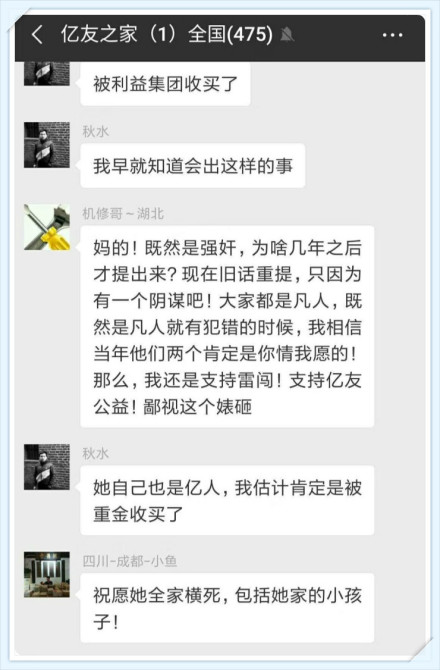 亿友之家（1）全国(475)
被利益集团收买了
秋水
我早就知道会出这样的事
机修哥~湖北
妈的！既然是强奸，为啥几年之后
才提出来？现在旧话重提，只因为
有一个阴谋吧！大家都是凡人，既
然是凡人就有犯错的时候，我相信
当年他们两个肯定是你情我愿的！
那么，我还是支持雷闯！支持亿友
公益！鄙视这个婊砸
秋水
她自己也是亿人，我估计肯定是被
重金收买了
四川-成都-小鱼
祝愿她全家横死，包括她家的小孩
子！